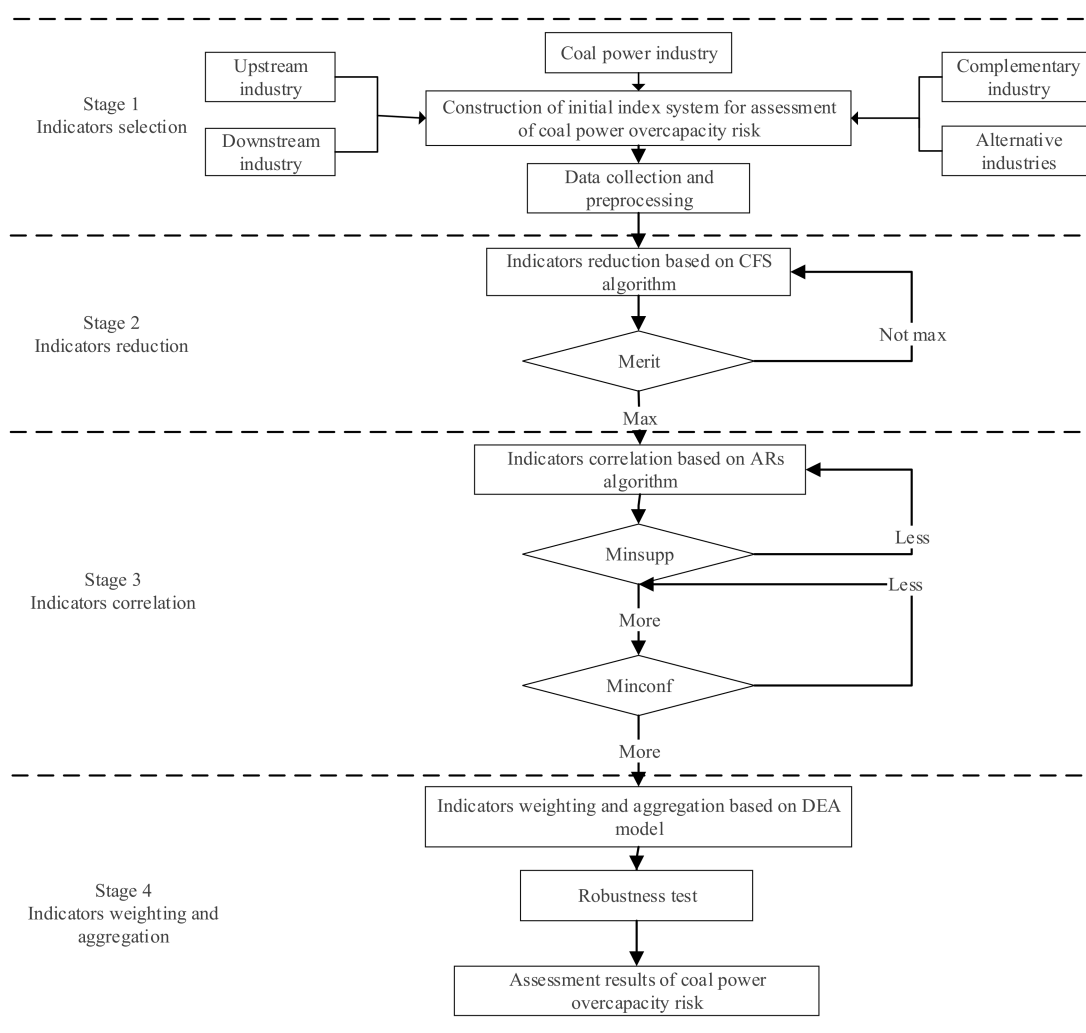 Stage 1
Indicators selection
Upstream
industry
Downstream
industry
Coal power industry
Construction of initial index system for assessment
of coal power overcapacity risk
Data collection and
preprocessing
Complementary
industry
Alternative
industries
Stage 2
Indicators reduction
Indicators reduction based on CFS
algorithm
Merit
Not max
Max
Stage 3
Indicators correlation
Indicators correlation based on ARs
algorithm
Minsupp
Less
More
Less
Minconf
More
Stage 4
Indicators weighting and
aggregation
Indicators weighting and aggregation based on DEA
model
Robustness test
Assessment results of coal power
overcapacity risk